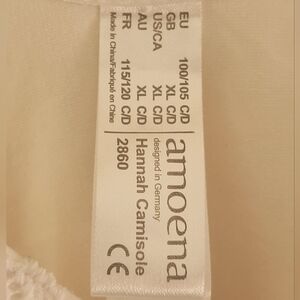 amoena
designed in Germany
Hannah Camisole
2860
CE
EU 100/105 C/D
GB XL C/D
US/CA XL C/D
AU XL C/D
FR 115/120 C/D
Made in China/Fabriqué en Chine